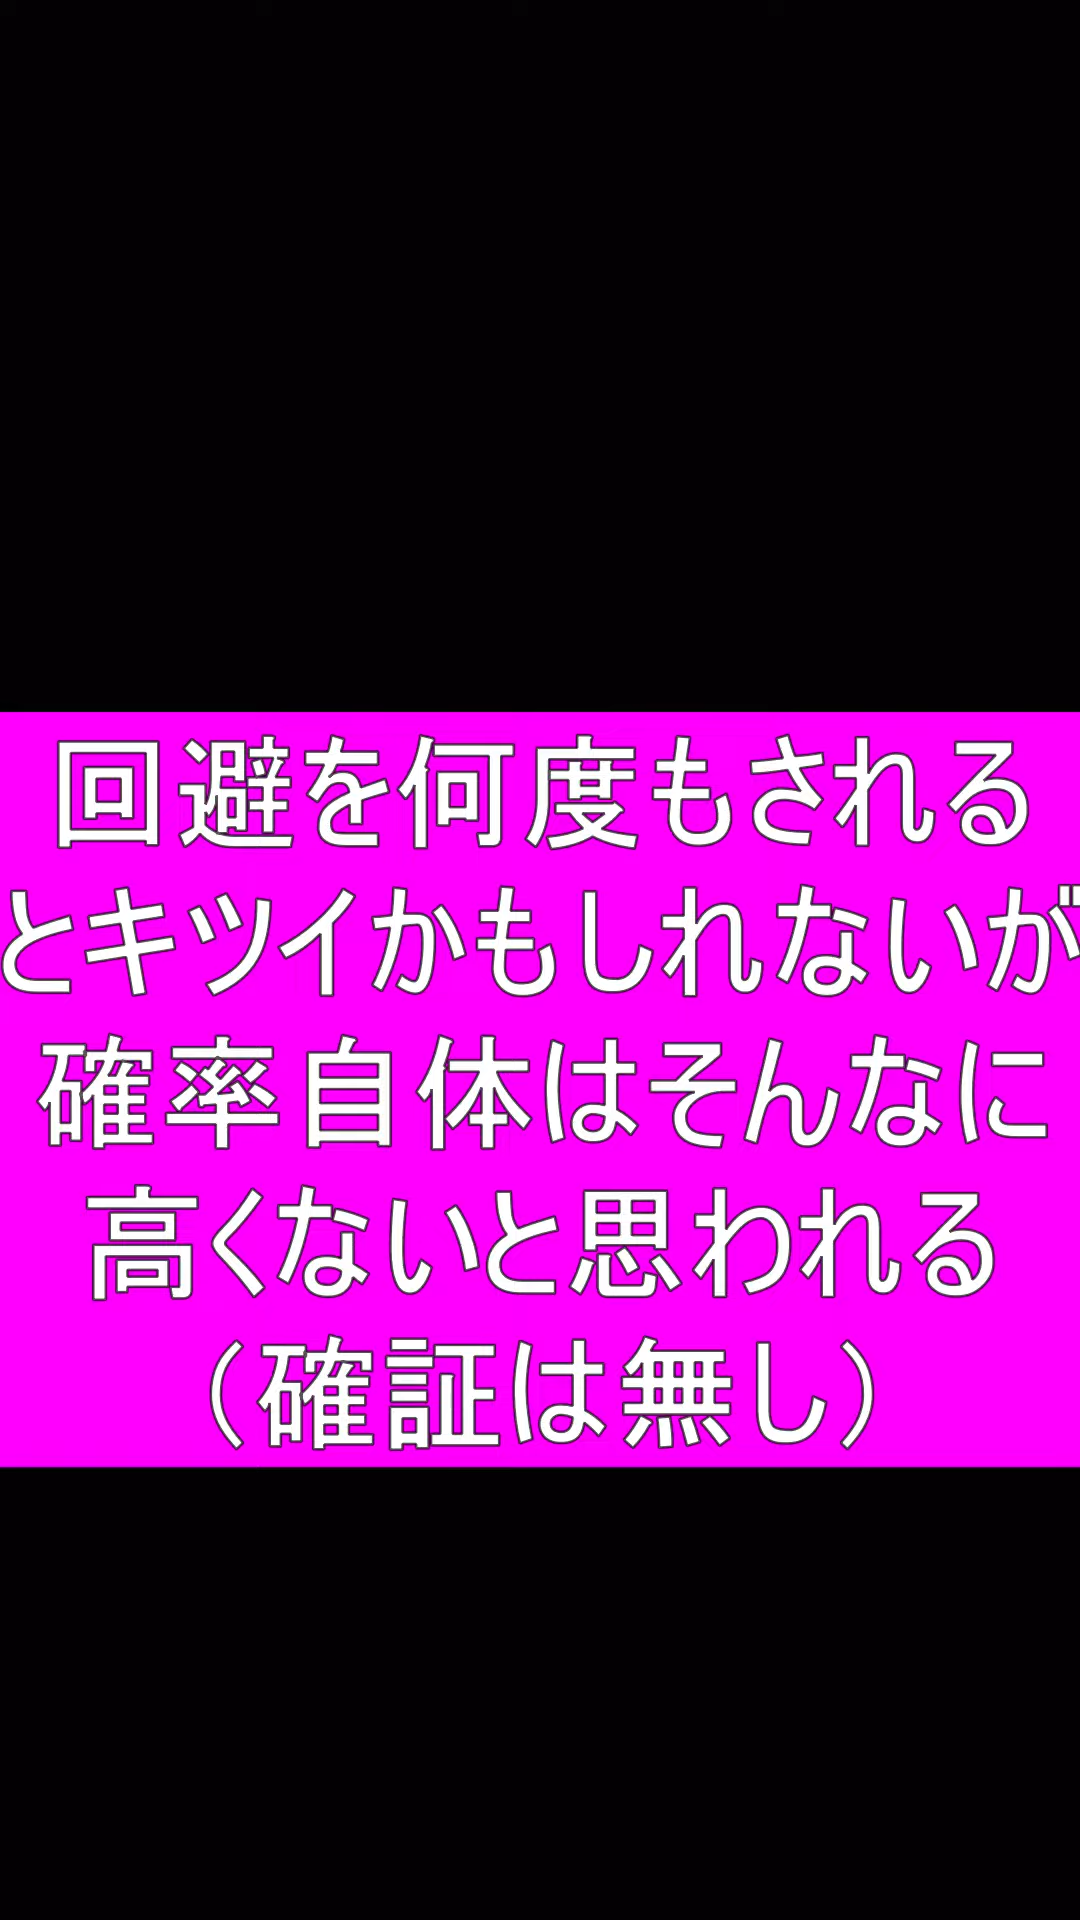 回避を何度もされる
とキツイかもしれないが
確率自体はそんなに
高くないと思われる
（確証は無し）